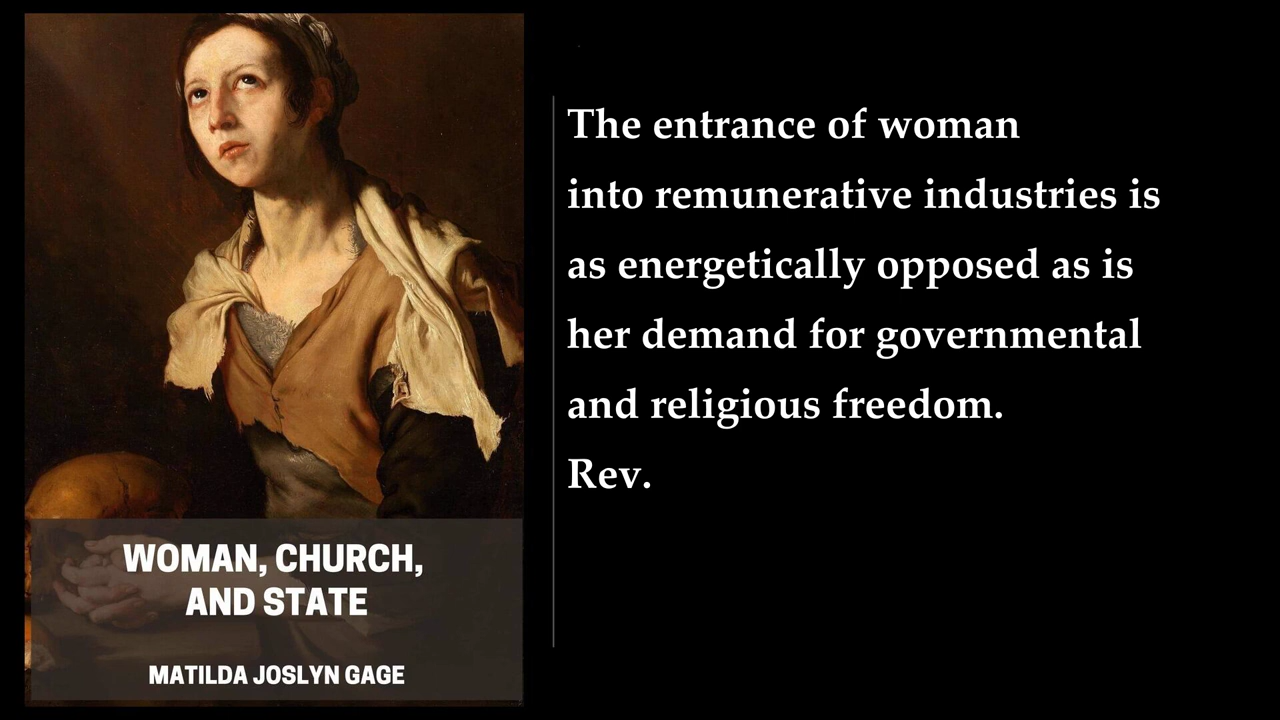 WOMAN, CHURCH,
AND STATE
MATILDA JOSLYN GAGE
The entrance of woman
into remunerative industries is
as energetically opposed as is
her demand for governmental
and religious freedom.
Rev.